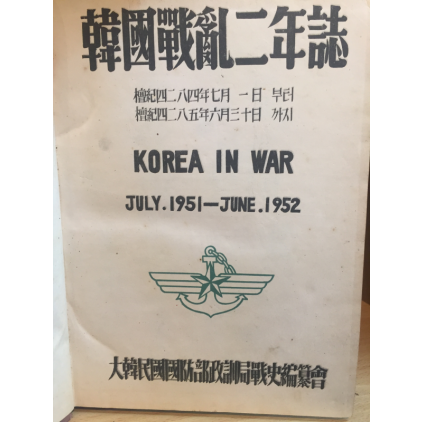 韓國戰亂二年誌
檀紀四二八四年七月一日 부터
檀紀四二八五年六月三十日 까지
KOREA IN WAR
JULY.1951—JUNE.1952
大韓民國國防部政訓局戰史編纂會